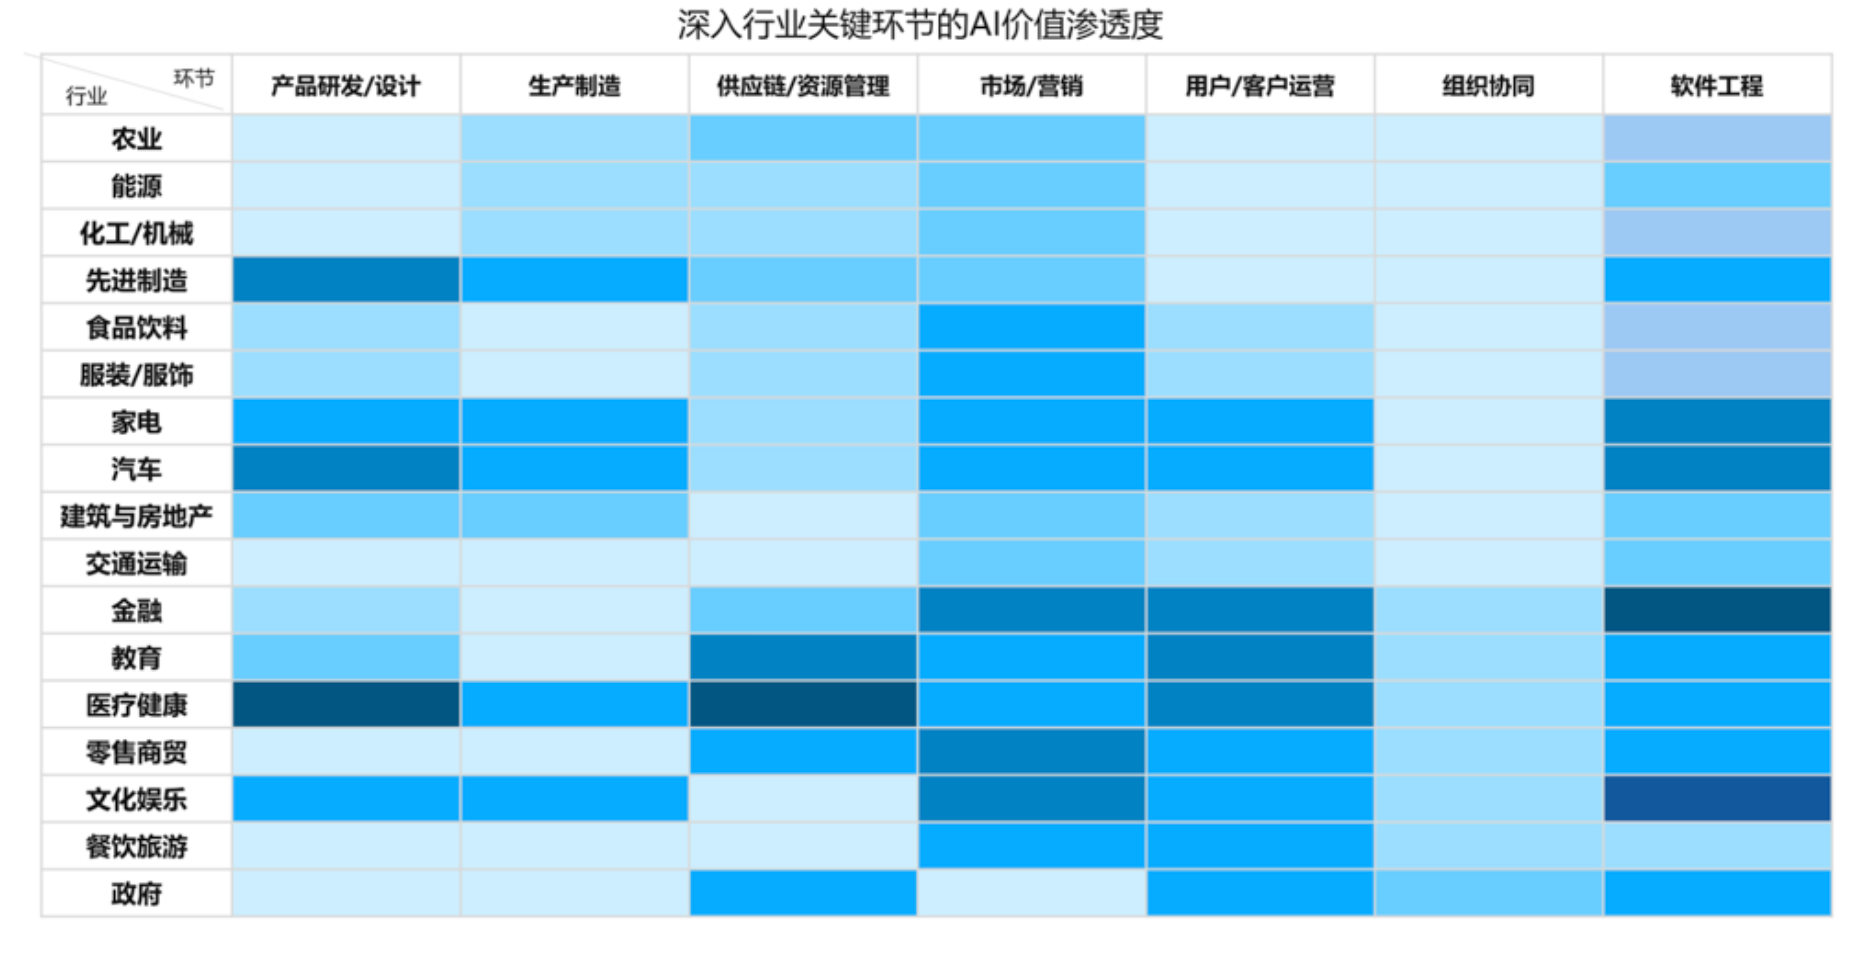 深入行业关键环节的AI价值渗透度
环节
行业
产品研发/设计
生产制造
供应链/资源管理
市场/营销
用户/客户运营
组织协同
软件工程
农业
能源
化工/机械
先进制造
食品饮料
服装/服饰
家电
汽车
建筑与房地产
交通运输
金融
教育
医疗健康
零售商贸
文化娱乐
餐饮旅游
政府